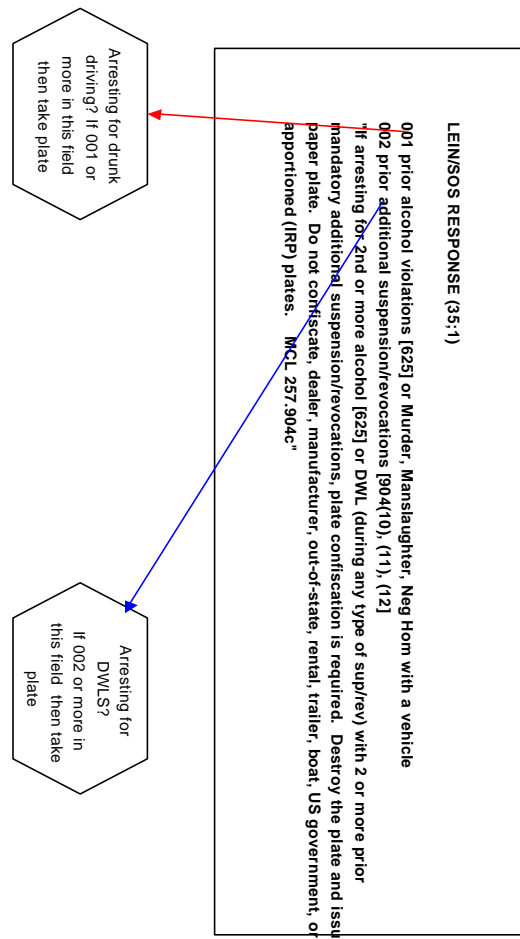 LEIN/SOS RESPONSE (35;1)
001 prior alcohol violations [625] or Murder, Manslaughter, Neg Hom with a vehicle
002 prior additional suspension/revocations [904(10), (11), (12]
"If arresting for 2nd or more alcohol [625] or DWL (during any type of sup/rev) with 2 or more prior
mandatory additional suspension/revocations, plate confiscation is required.  Destroy the plate and issu
paper plate.  Do not confiscate, dealer, manufacturer, out-of-state, rental, trailer, boat, US government, or
apportioned (IRP) plates.    MCL 257.904c"
Arresting for drunk
driving? If 001 or
more in this field
then take plate
Arresting for
DWLS?
If 002 or more in
this field  then take
plate